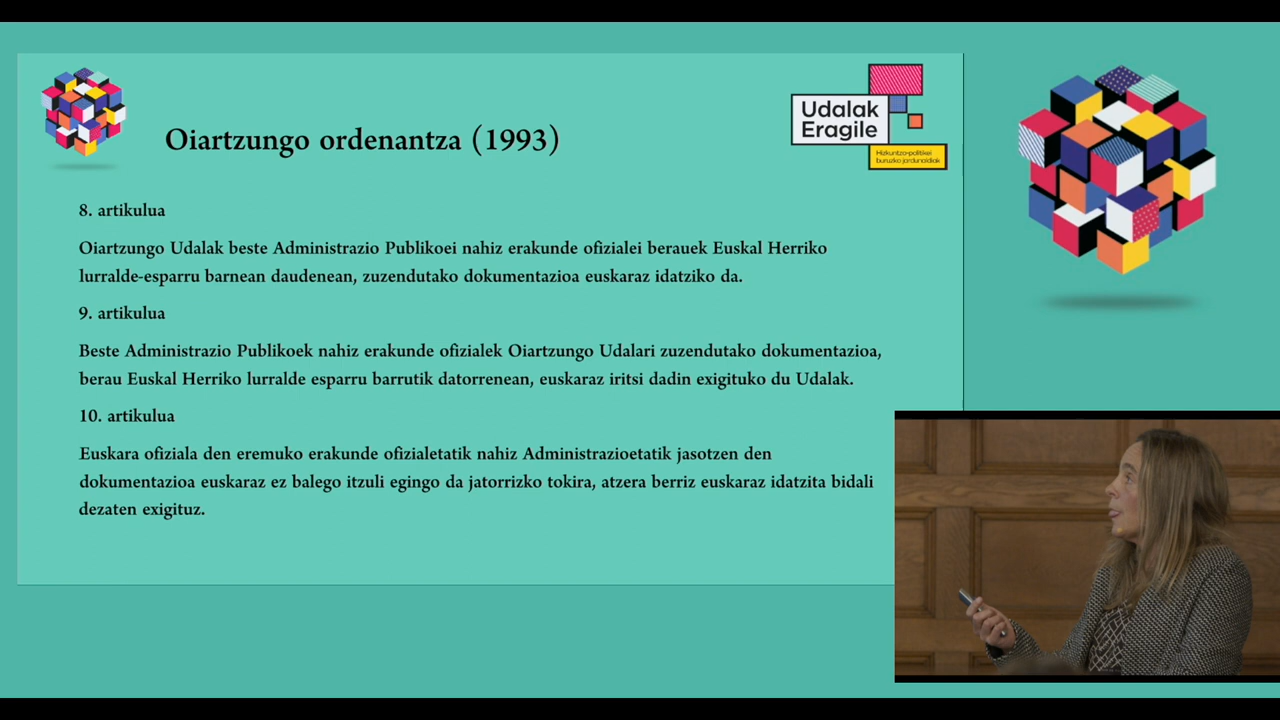 Oiartzungo ordenantza (1993)
Udalak
Eragile
Hizkuntza-politikei
buruzko jardunaldiak
8. artikulua
Oiartzungo Udalak beste Administrazio Publikoei nahiz erakunde ofizialei berauek Euskal Herriko
lurralde-esparru barnean daudenean, zuzendutako dokumentazioa euskaraz idatziko da.
9. artikulua
Beste Administrazio Publikoek nahiz erakunde ofizialek Oiartzungo Udalari zuzendutako dokumentazioa,
berau Euskal Herriko lurralde esparru barrutik datorrenean, euskaraz iritsi dadin exigituko du Udalak.
10. artikulua
Euskara ofiziala den eremuko erakunde ofizialetatik nahiz Administrazioetatik jasotzen den
dokumentazioa euskaraz ez balego itzuli egingo da jatorrizko tokira, atzera berriz euskaraz idatzita bidali
dezaten exigituz.